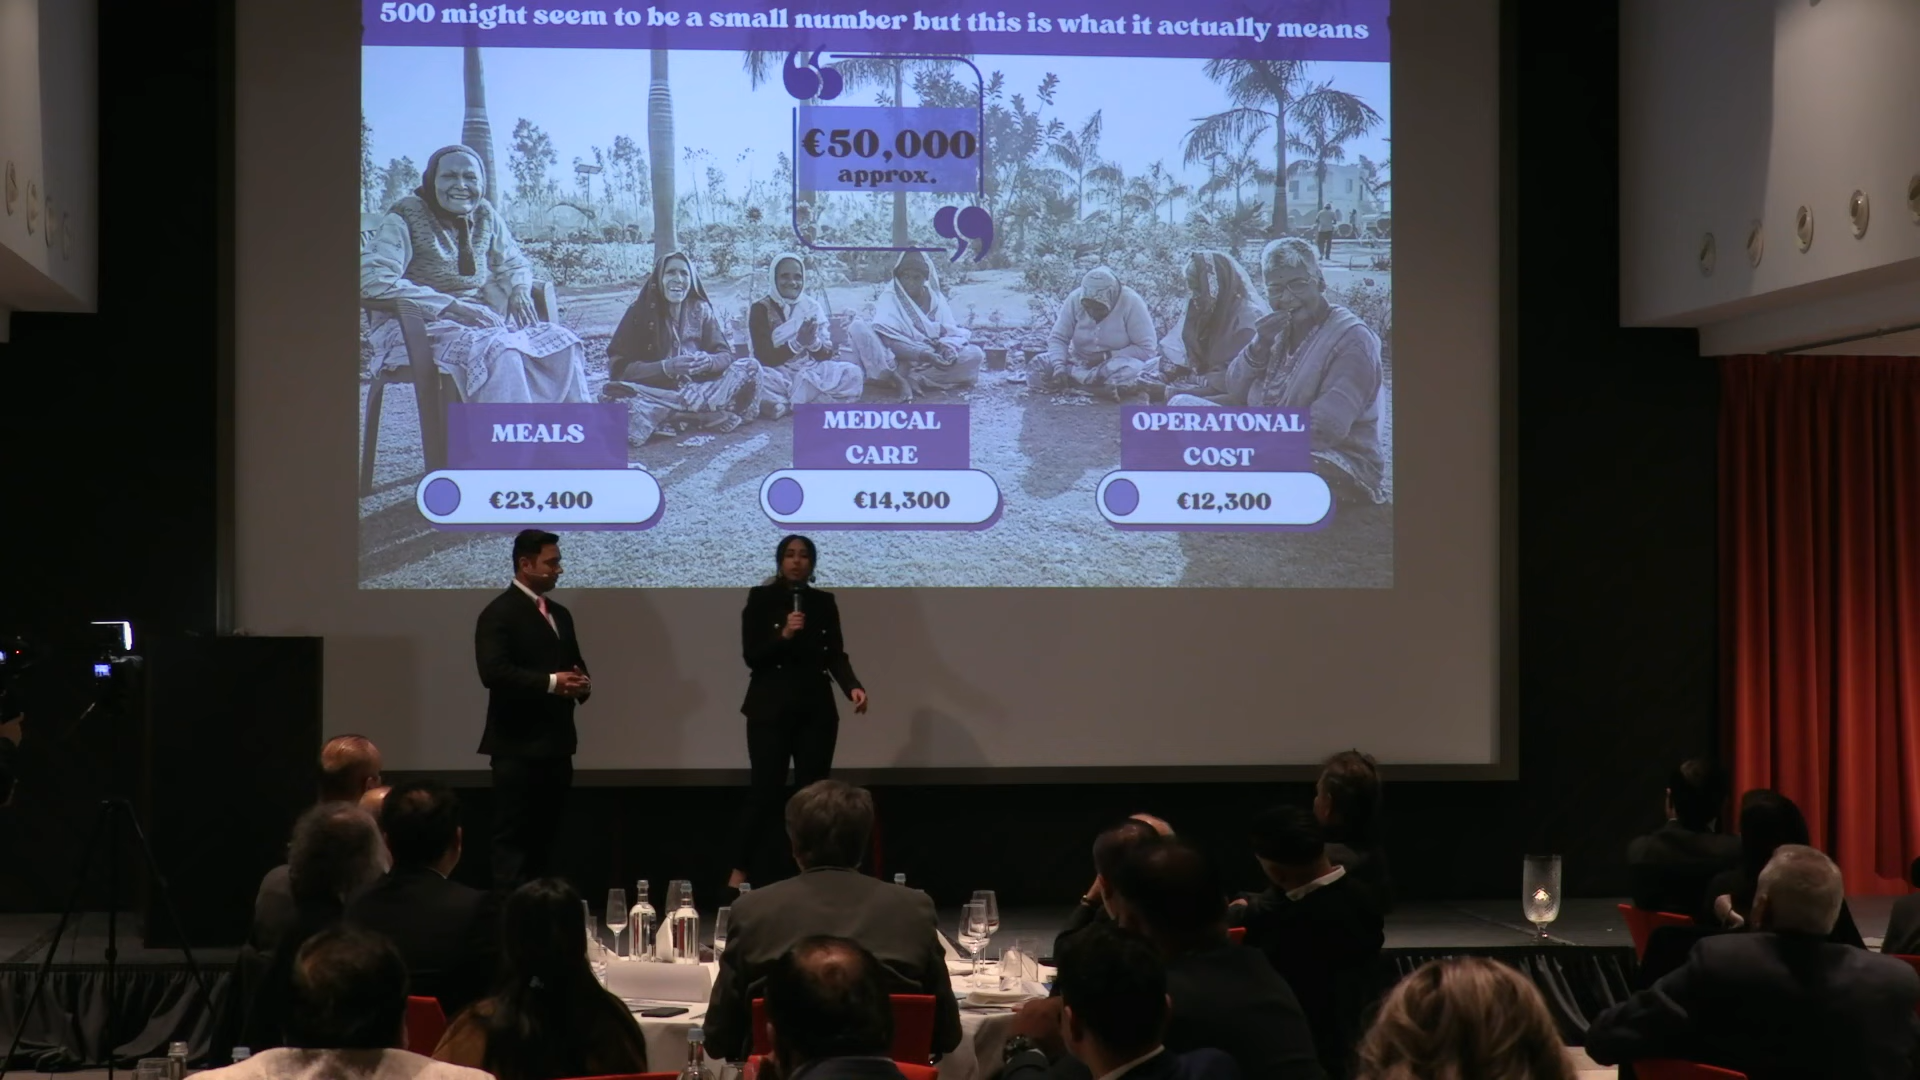 500 might seem to be a small number but this is what it actually means
€50,000
approx.
MEALS
€23,400
MEDICAL
CARE
€14,300
OPERATONAL
COST
€12,300